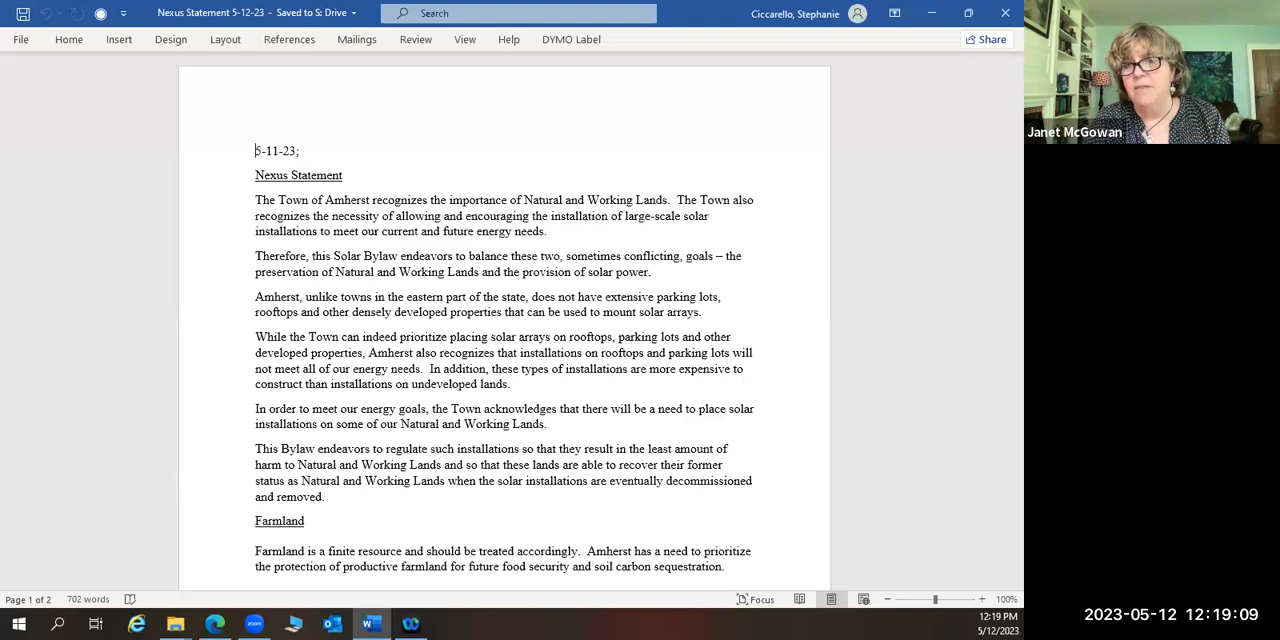 Nexus Statement 5-12-23 - Saved to S: Drive
Search
Ciccarello, Stephanie
File Home Insert Design Layout References Mailings Review View Help DYMO Label
Share
5-11-23;
Nexus Statement
The Town of Amherst recognizes the importance of Natural and Working Lands. The Town also
recognizes the necessity of allowing and encouraging the installation of large-scale solar
installations to meet our current and future energy needs.
Therefore, this Solar Bylaw endeavors to balance these two, sometimes conflicting, goals – the
preservation of Natural and Working Lands and the provision of solar power.
Amherst, unlike towns in the eastern part of the state, does not have extensive parking lots,
rooftops and other densely developed properties that can be used to mount solar arrays.
While the Town can indeed prioritize placing solar arrays on rooftops, parking lots and other
developed properties, Amherst also recognizes that installations on rooftops and parking lots will
not meet all of our energy needs. In addition, these types of installations are more expensive to
construct than installations on undeveloped lands.
In order to meet our energy goals, the Town acknowledges that there will be a need to place solar
installations on some of our Natural and Working Lands.
This Bylaw endeavors to regulate such installations so that they result in the least amount of
harm to Natural and Working Lands and so that these lands are able to recover their former
status as Natural and Working Lands when the solar installations are eventually decommissioned
and removed.
Farmland
Farmland is a finite resource and should be treated accordingly. Amherst has a need to prioritize
the protection of productive farmland for future food security and soil carbon sequestration.
Page 1 of 2 702 words
Focus
100%
zoom
12:19 PM
5/12/2023
Janet McGowan
2023-05-12 12:19:09